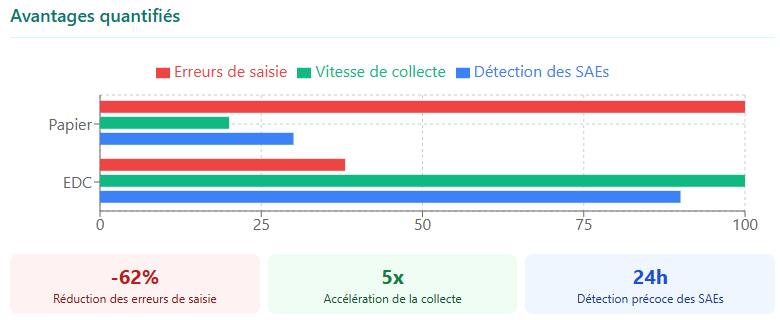 Avantages quantifiés
Erreurs de saisie Vitesse de collecte Détection des SAEs
Papier
EDC
0 25 50 75 100
-62% 5x 24h
Réduction des erreurs de saisie Accélération de la collecte Détection précoce des SAEs